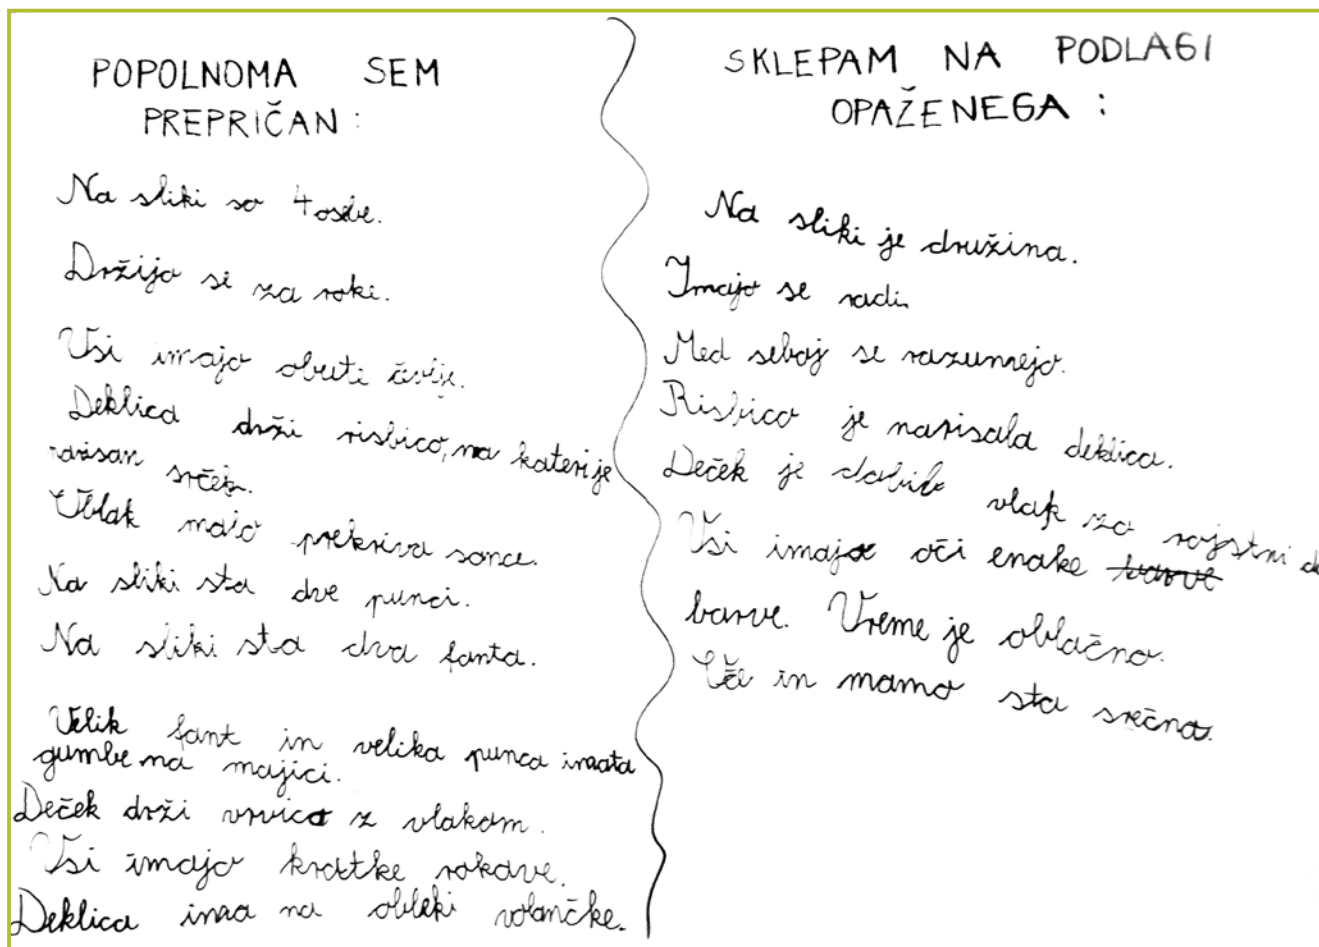 POPOLNOMA SEM
PREPRIČAN:
Na sliki so 4 osebe.
Držijo se za roki.
Vsi imajo obuti čevlje.
Deklica drži risbico, na kateri je
narisan srček.
Oblak malo prekriva sonce.
Na sliki sta dve punci.
Na sliki sta dva fanta.
Velik fant in velika punca imata
gumbe na majici.
Deček drži vrvico z vlakom.
Vsi imajo kratke rokave.
Deklica ima na obleki volančke.
SKLEPAM NA PODLAGI
OPAŽENEGA:
Na sliki je družina.
Imajo se radi.
Med seboj se razumejo.
Risbico je narisala deklica.
Deček je dobil vlak za rojstni d
Vsi imajo oči enake barve
barve. Vreme je oblačno.
Oče in mamo sta srečna.